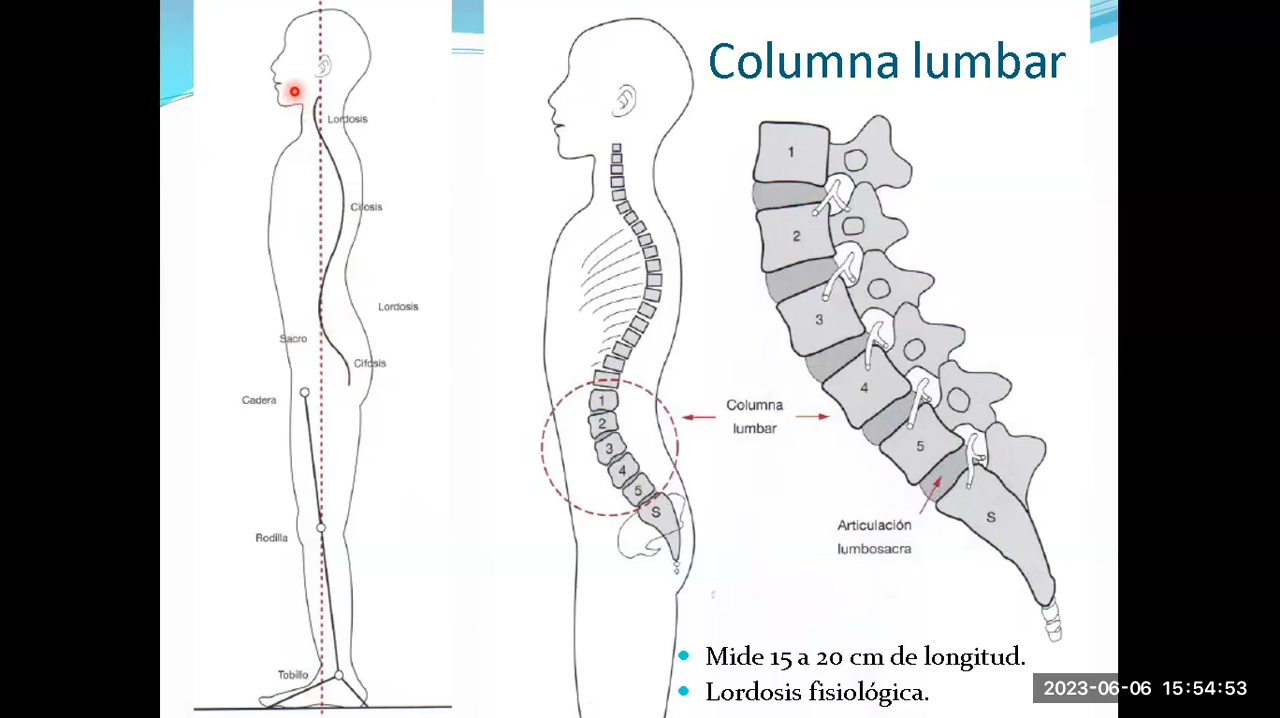 Columna lumbar
Lordosis
Cifosis
Lordosis
Sacro
Cifosis
Cadera
Rodilla
Tobillo
1
2
3
4
5
S
Columna
lumbar
1
2
3
4
5
S
Articulación
lumbosacra
Mide 15 a 20 cm de longitud.
Lordosis fisiológica.
2023-06-06 15:54:53